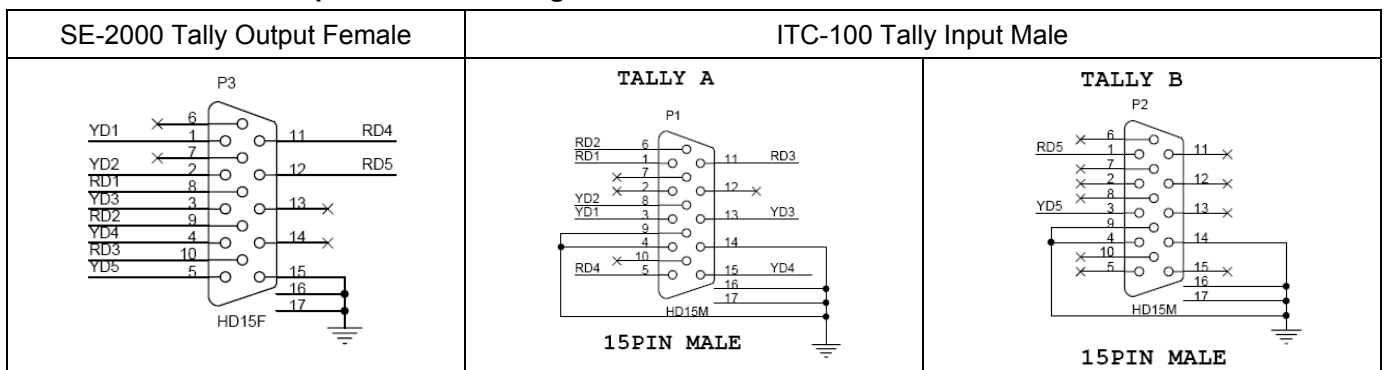 SE-2000 Tally Output Female
ITC-100 Tally Input Male
P3
6
YD1 1 11 RD4
7
YD2 2 12 RD5
RD1 8
YD3 3 13
RD2 9
YD4 4 14
RD3 10
YD5 5 15
16
17
HD15F
TALLY A
P1
RD2 6
RD1 1 11 RD3
7
2 12
YD2 8
YD1 3 13 YD3
9
4 14
10
RD4 5 15 YD4
16
17
HD15M
15PIN MALE
TALLY B
P2
6
RD5 1 11
7
2 12
8
YD5 3 13
9
4 14
10
5 15
16
17
HD15M
15PIN MALE